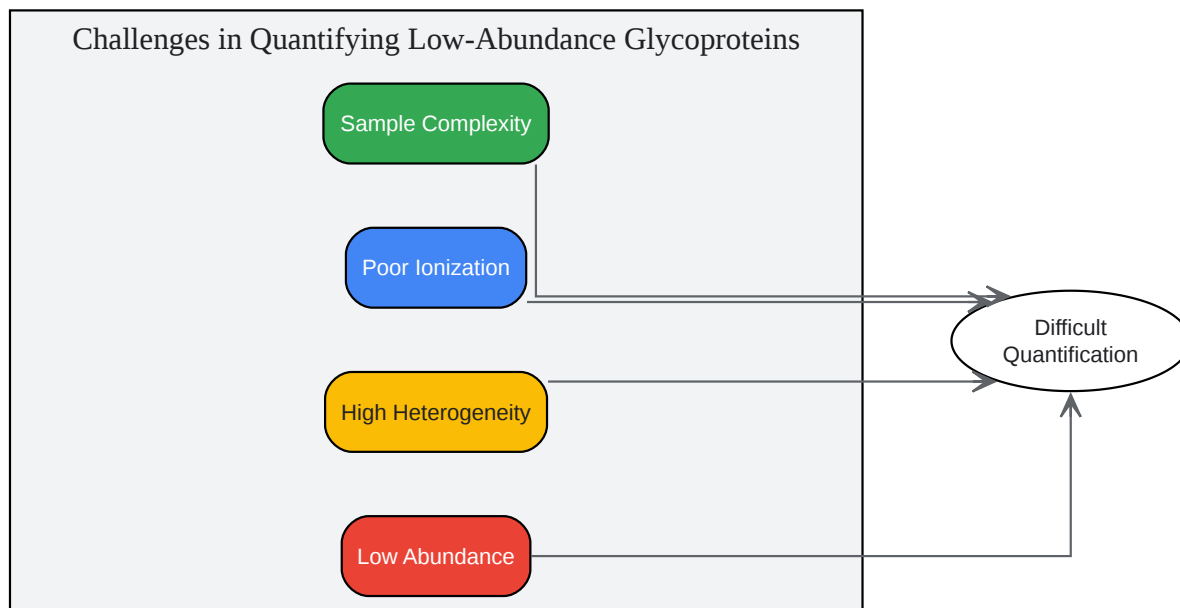 Challenges in Quantifying Low-Abundance Glycoproteins
Sample Complexity
Poor Ionization
High Heterogeneity
Low Abundance
Difficult
Quantification